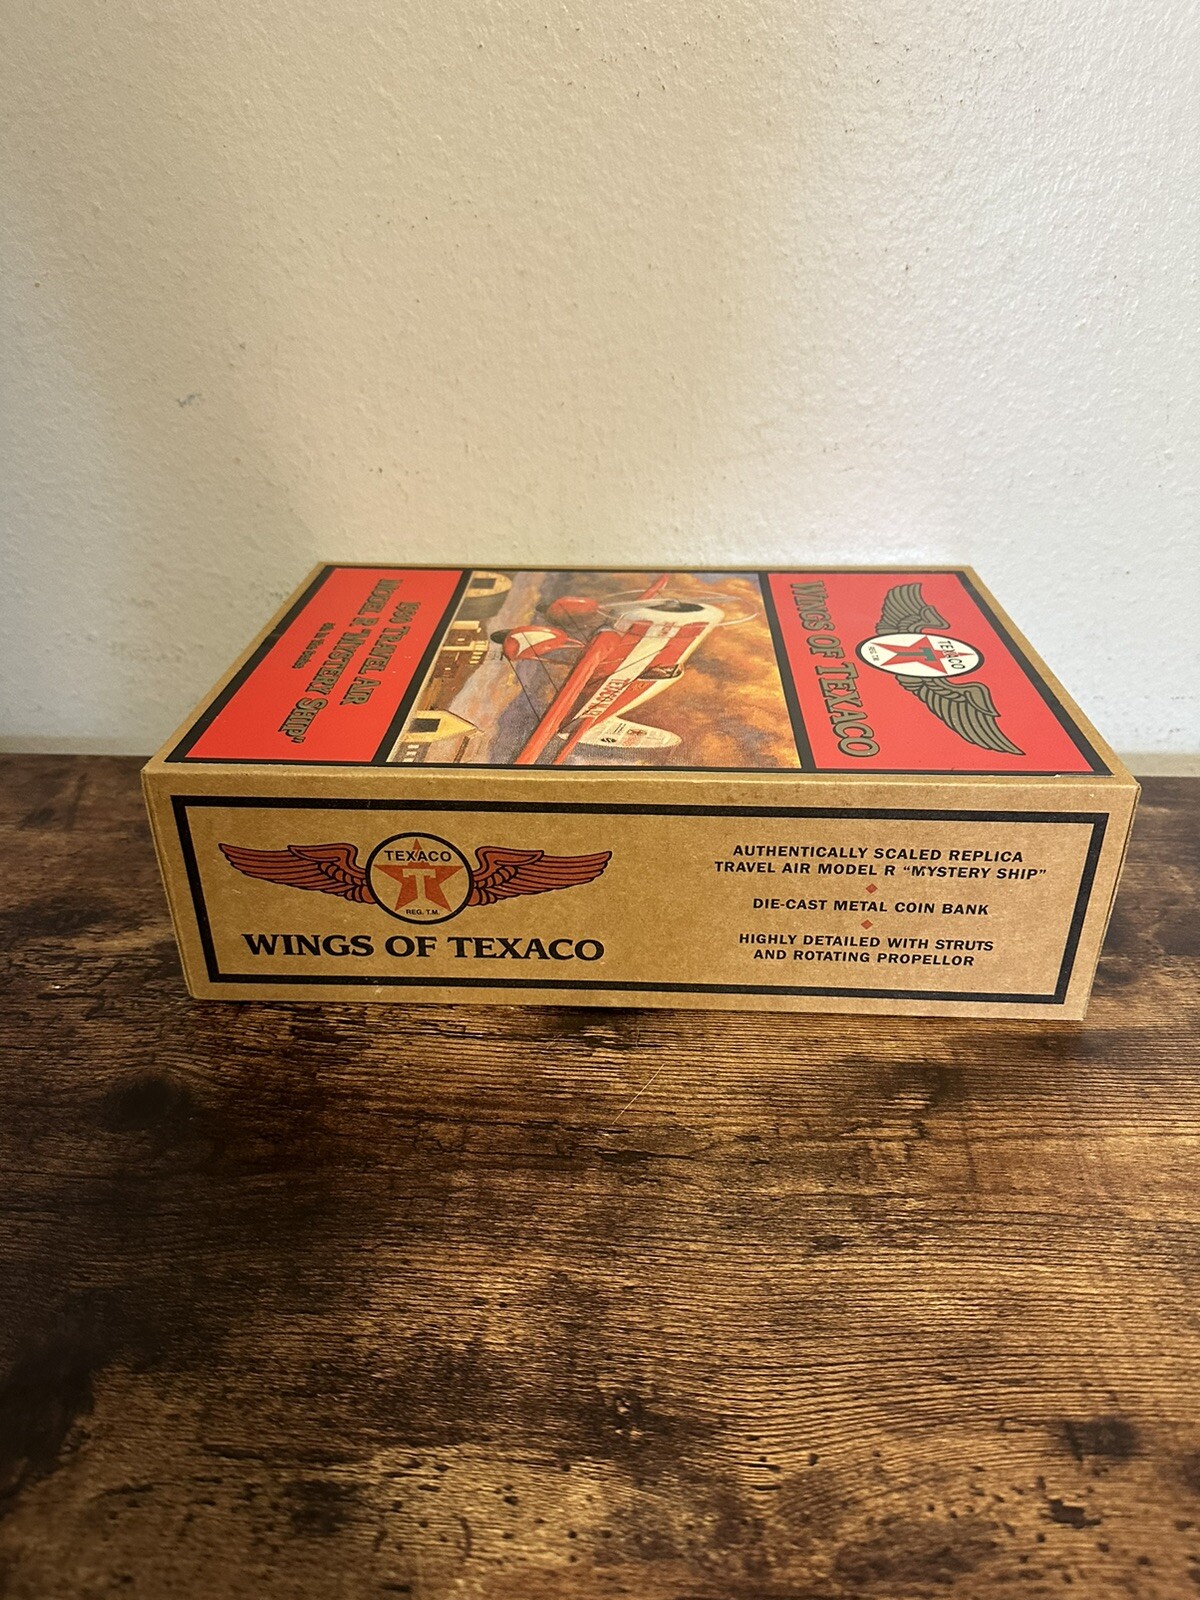 WINGS OF TEXACO
TEXACO
T
REG. T.M.
1930 TRAVEL AIR
MODEL R "MYSTERY SHIP"
TEXACO
T
REG. T.M.
WINGS OF TEXACO
AUTHENTICALLY SCALED REPLICA
TRAVEL AIR MODEL R “MYSTERY SHIP”
DIE-CAST METAL COIN BANK
HIGHLY DETAILED WITH STRUTS
AND ROTATING PROPELLOR